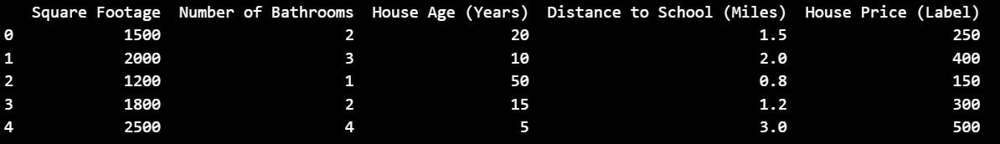 Square Footage Number of Bathrooms House Age (Years) Distance to School (Miles) House Price (Label)
0 1500 2 20 1.5 250
1 2000 3 10 2.0 400
2 1200 1 50 0.8 150
3 1800 2 15 1.2 300
4 2500 4 5 3.0 500